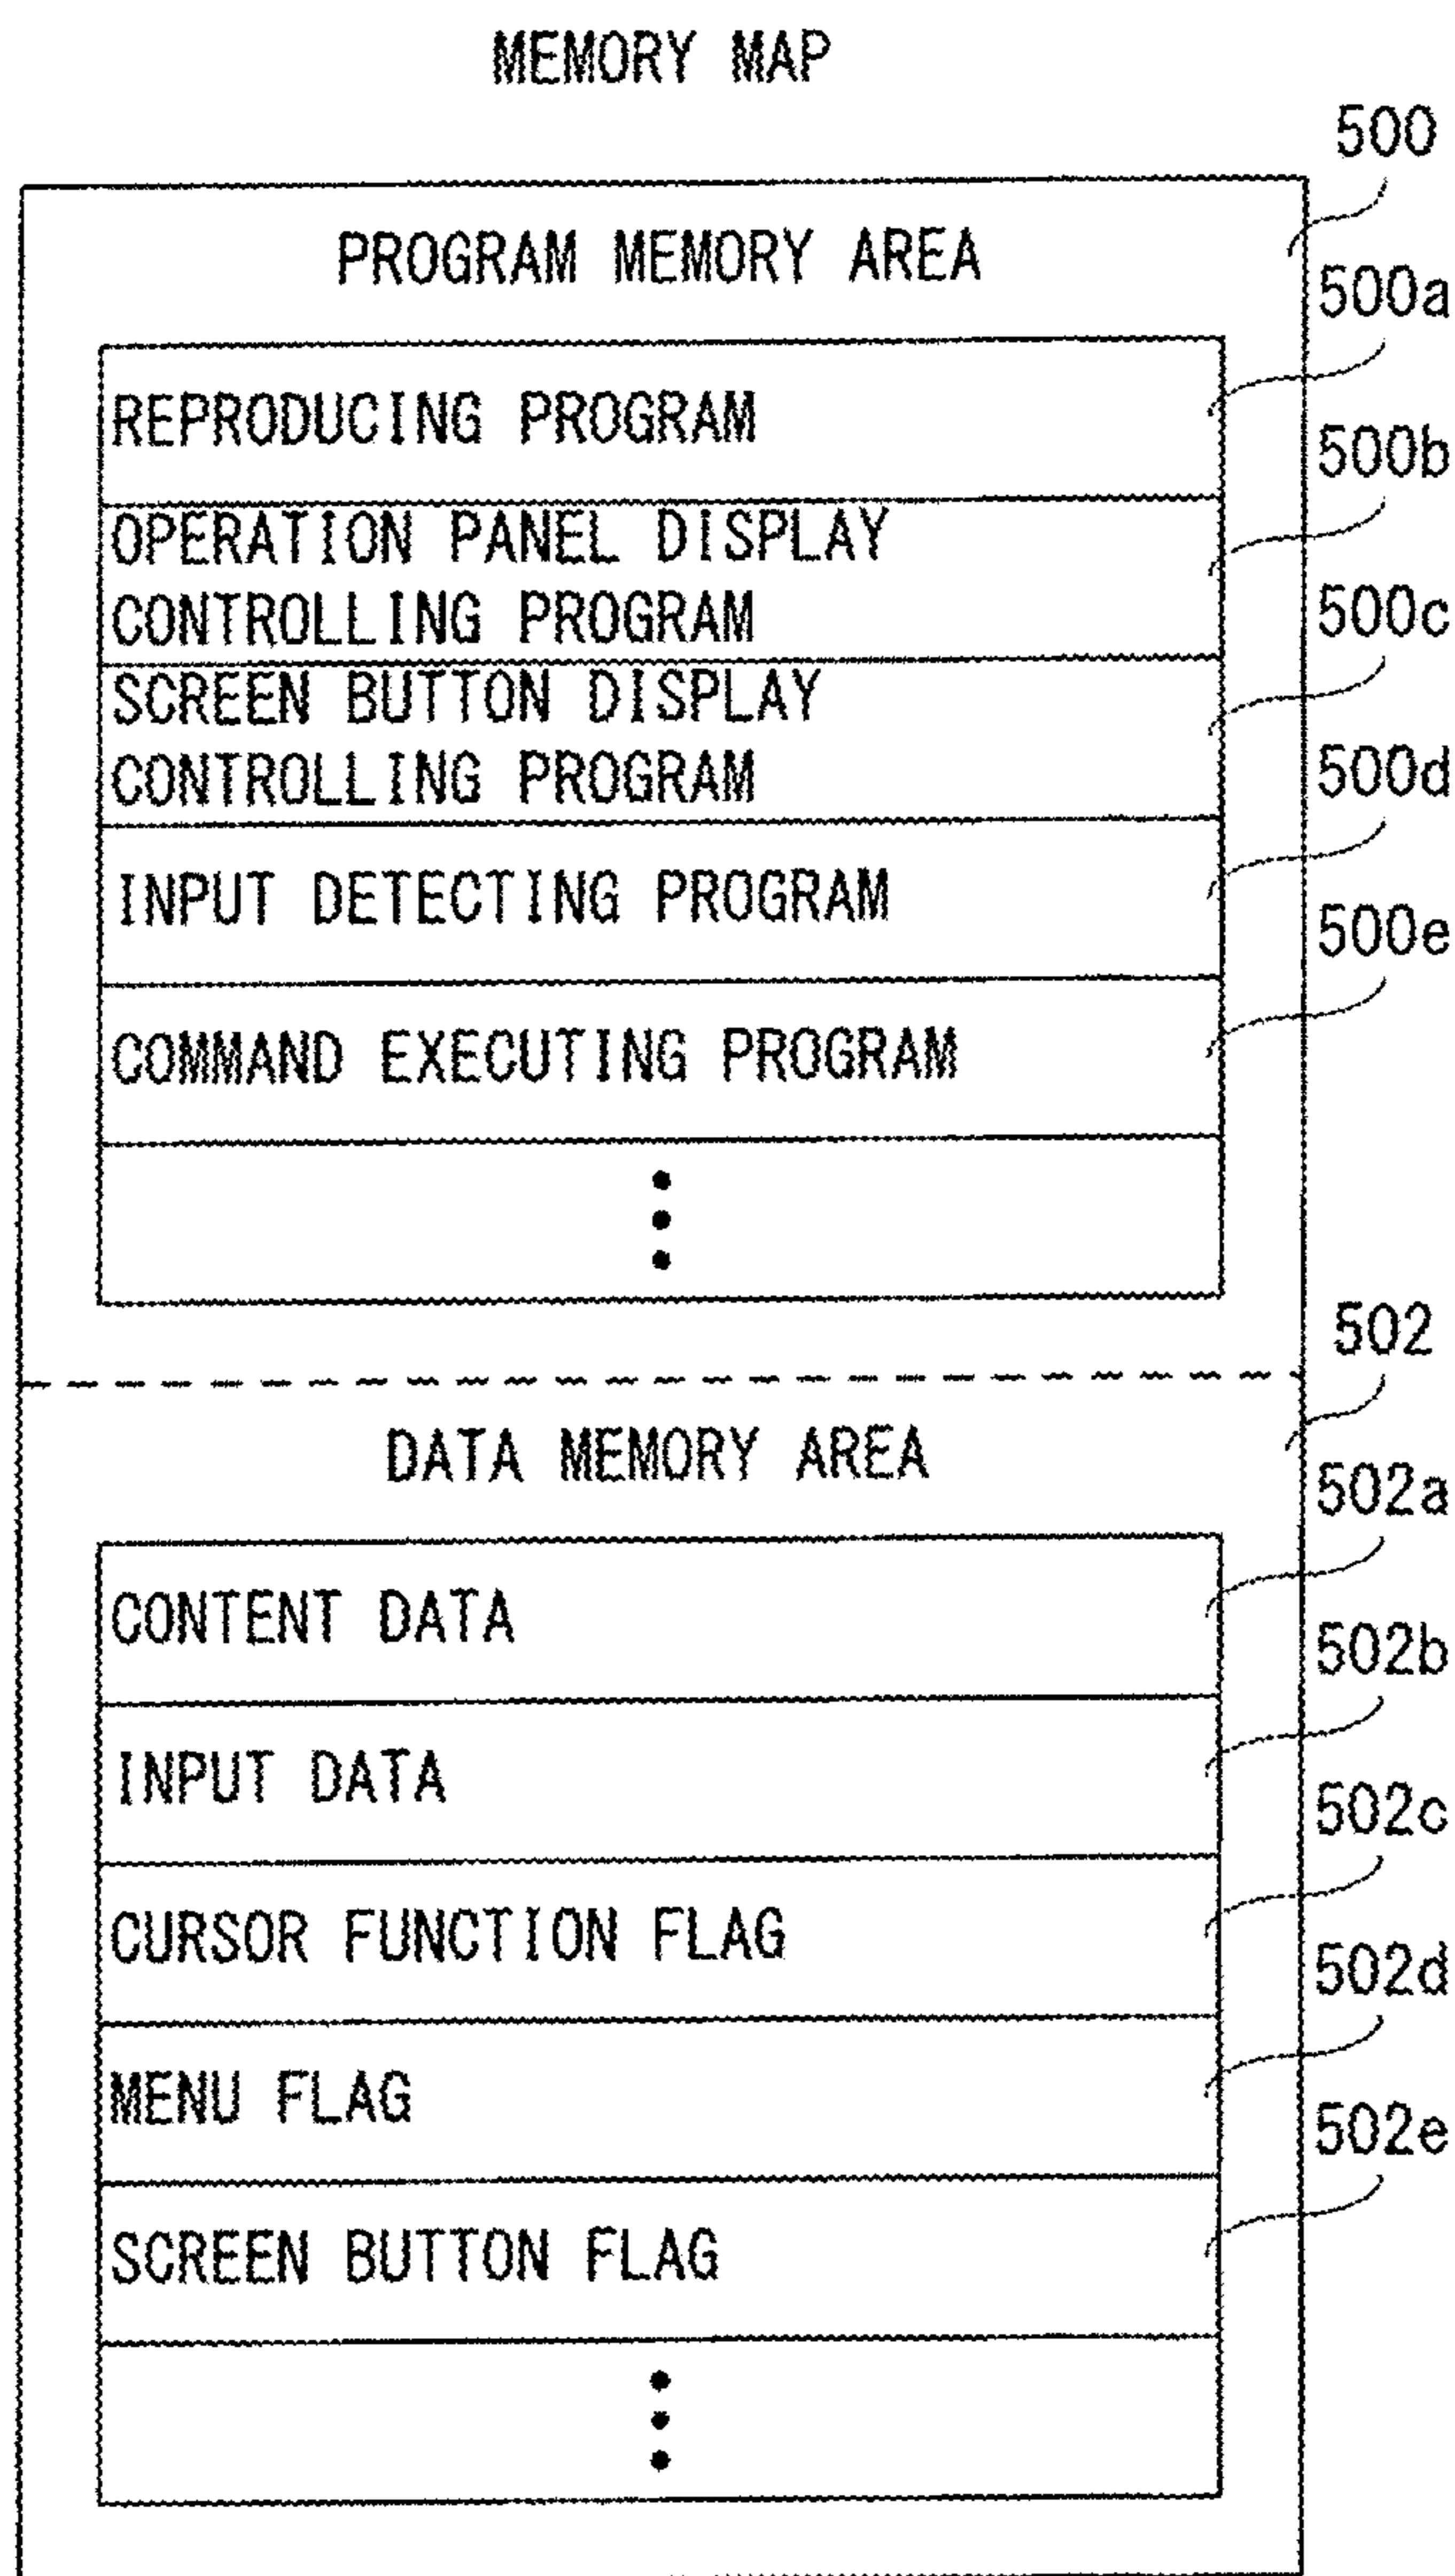 MEMORY MAP
500
PROGRAM MEMORY AREA
500a
REPRODUCING PROGRAM
500b
OPERATION PANEL DISPLAY
CONTROLLING PROGRAM
500c
SCREEN BUTTON DISPLAY
CONTROLLING PROGRAM
500d
INPUT DETECTING PROGRAM
500e
COMMAND EXECUTING PROGRAM
502
DATA MEMORY AREA
502a
CONTENT DATA
502b
INPUT DATA
502c
CURSOR FUNCTION FLAG
502d
MENU FLAG
502e
SCREEN BUTTON FLAG